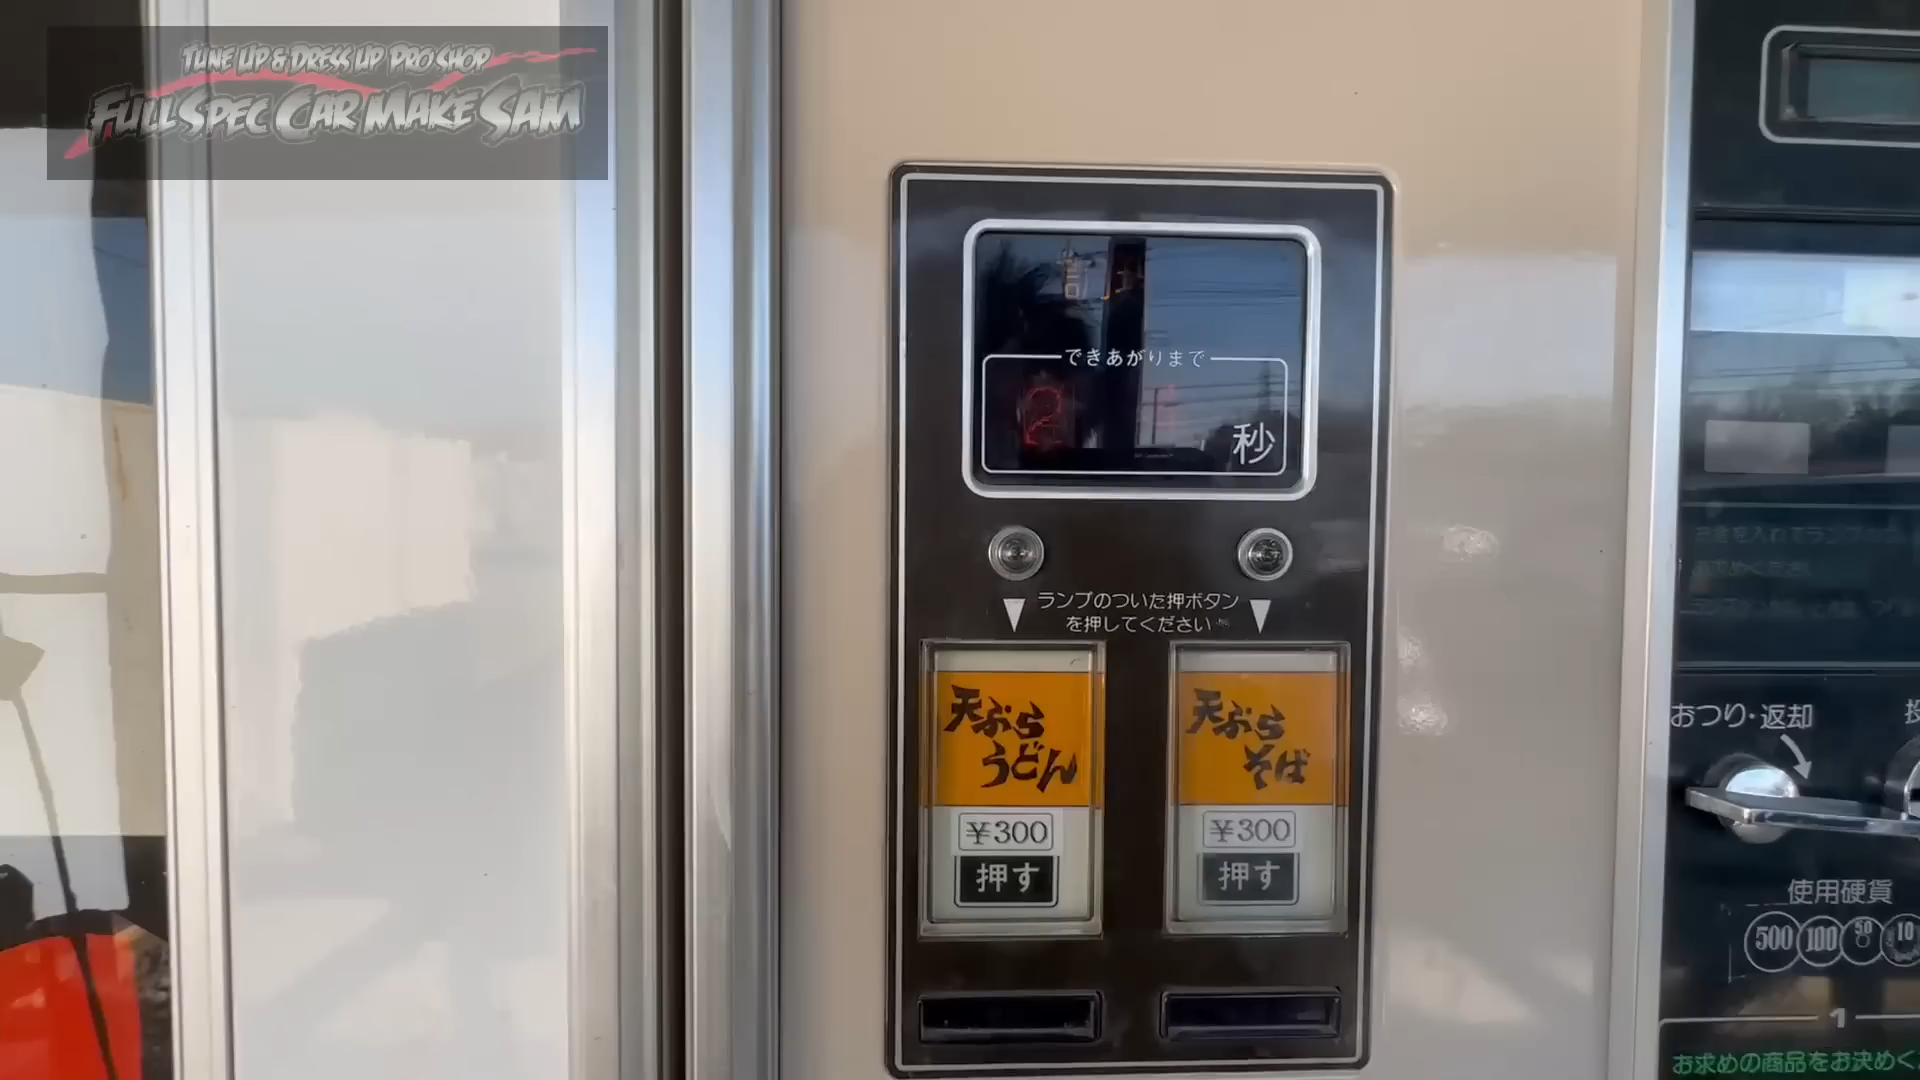 TUNE UP & DRESS UP PRO SHOP
FULL SPEC CAR MAKE SAM
できあがりまで
2
秒
ランプのついた押ボタン
を押してください
天ぷら
うどん
¥300
押す
天ぷら
そば
¥300
押す
おつり・返却
使用硬貨
500 100 50 10
1
お求めの商品をお決めく